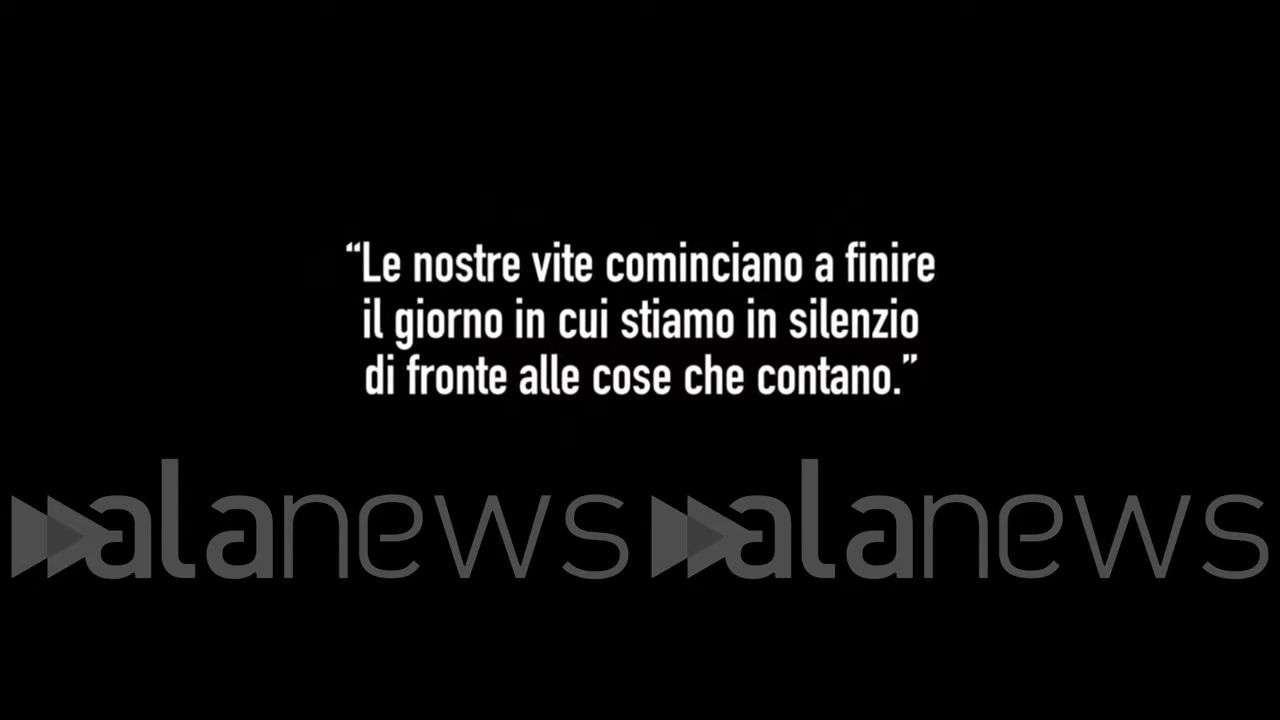 “Le nostre vite cominciano a finire
il giorno in cui stiamo in silenzio
di fronte alle cose che contano.”
alanews alanews